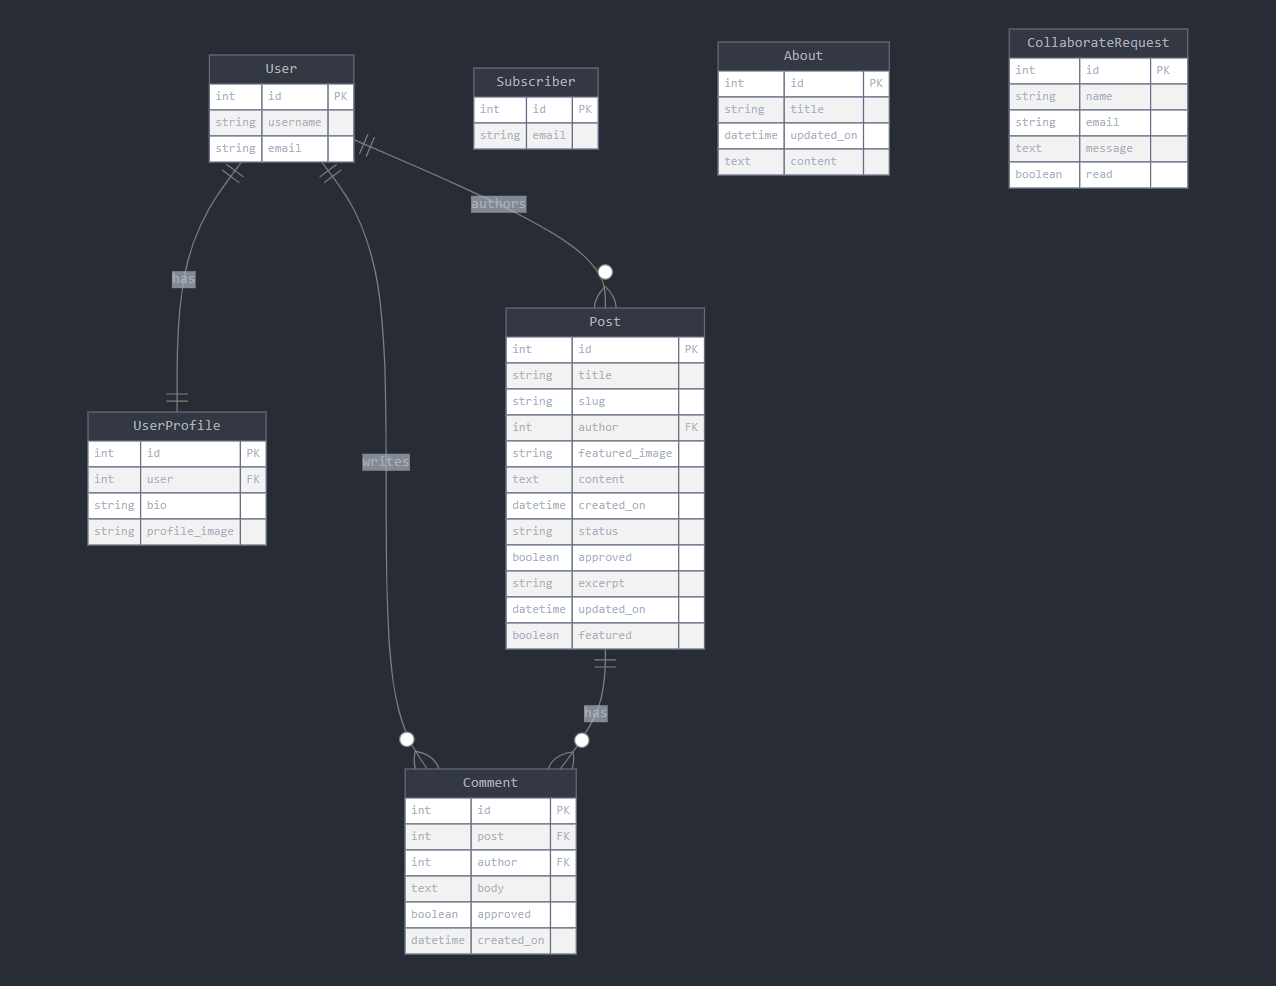 User
int id PK
string username
string email
Subscriber
int id PK
string email
About
int id PK
string title
datetime updated_on
text content
CollaborateRequest
int id PK
string name
string email
text message
boolean read
authors
has
Post
int id PK
string title
string slug
int author FK
string featured_image
text content
datetime created_on
string status
boolean approved
string excerpt
datetime updated_on
boolean featured
UserProfile
int id PK
int user FK
string bio
string profile_image
writes
has
Comment
int id PK
int post FK
int author FK
text body
boolean approved
datetime created_on